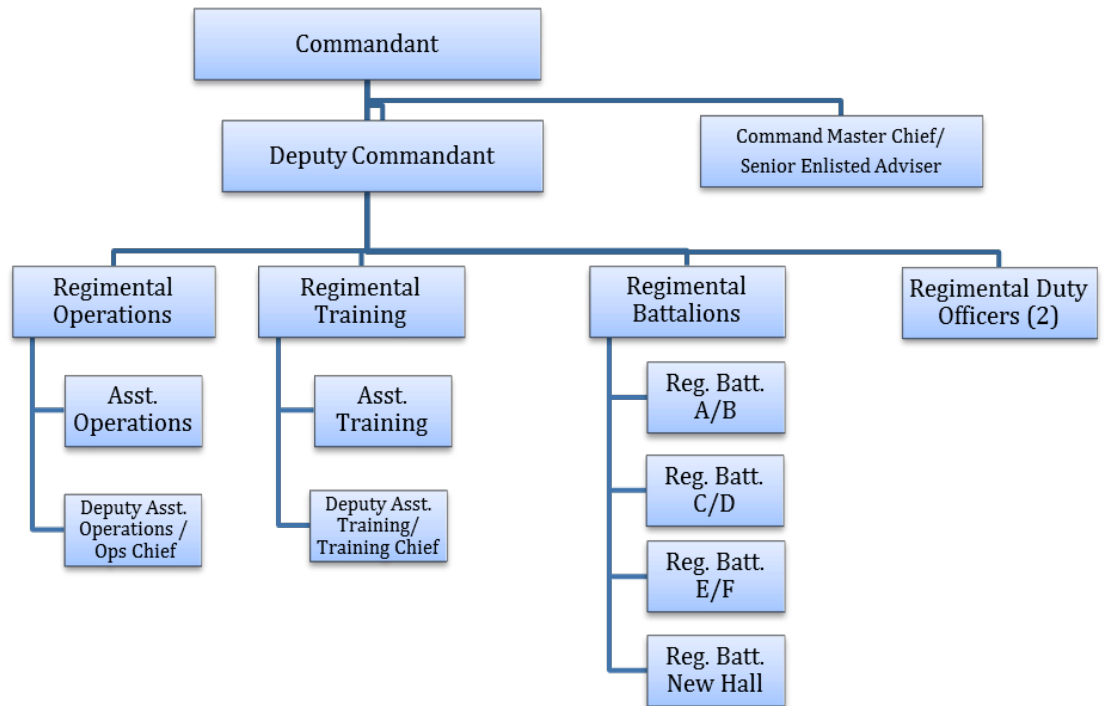 Commandant
Deputy Commandant
Command Master Chief/
Senior Enlisted Adviser
Regimental
Operations
Regimental
Training
Regimental
Battalions
Regimental Duty
Officers (2)
Asst.
Operations
Asst.
Training
Reg. Batt.
A/B
Deputy Asst.
Operations /
Ops Chief
Deputy Asst.
Training/
Training Chief
Reg. Batt.
C/D
Reg. Batt.
E/F
Reg. Batt.
New Hall